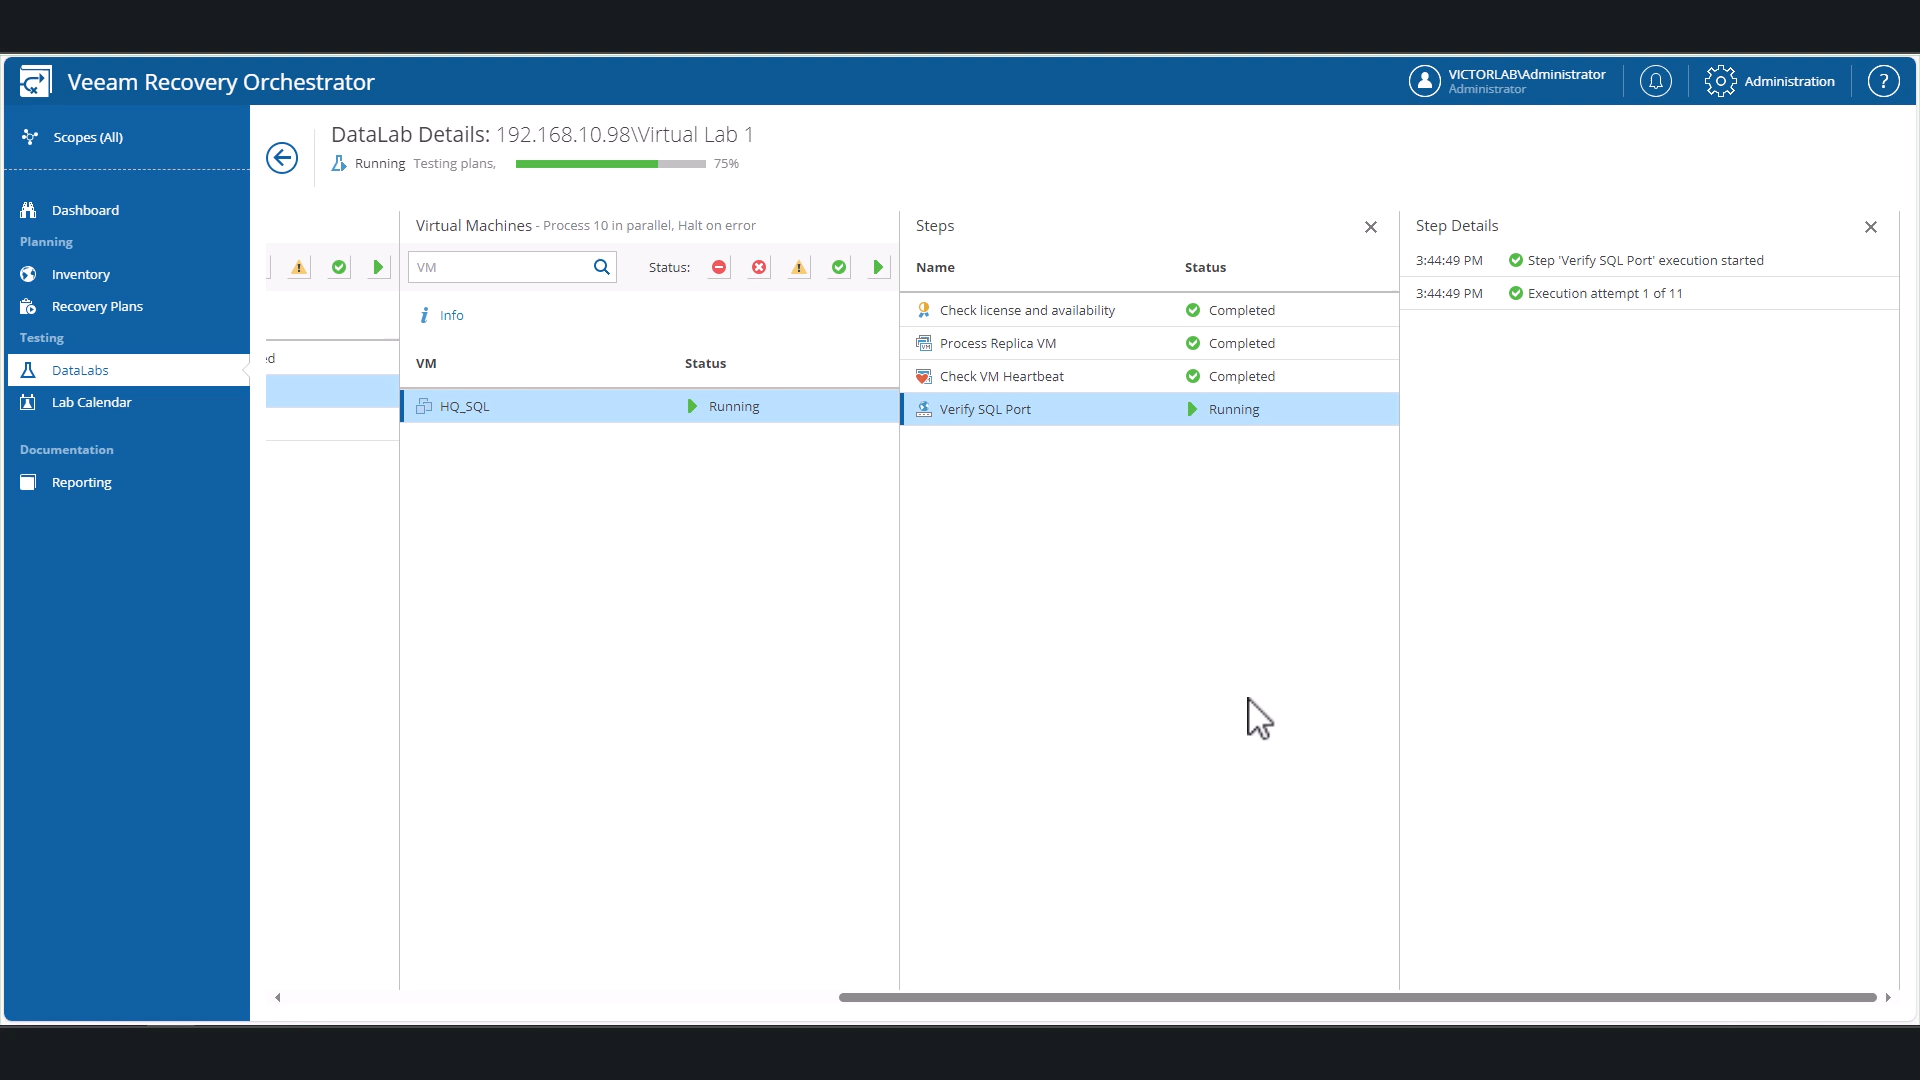 Veeam Recovery Orchestrator
VICTORLAB\Administrator
Administrator
Administration
?
Scopes (All)
Dashboard
Planning
Inventory
Recovery Plans
Testing
DataLabs
Lab Calendar
Documentation
Reporting
DataLab Details: 192.168.10.98\Virtual Lab 1
Running Testing plans, 75%
ed
Virtual Machines - Process 10 in parallel, Halt on error
VM
Status:
Info
VM Status
HQ_SQL Running
Steps
Name Status
Check license and availability Completed
Process Replica VM Completed
Check VM Heartbeat Completed
Verify SQL Port Running
Step Details
3:44:49 PM Step 'Verify SQL Port' execution started
3:44:49 PM Execution attempt 1 of 11